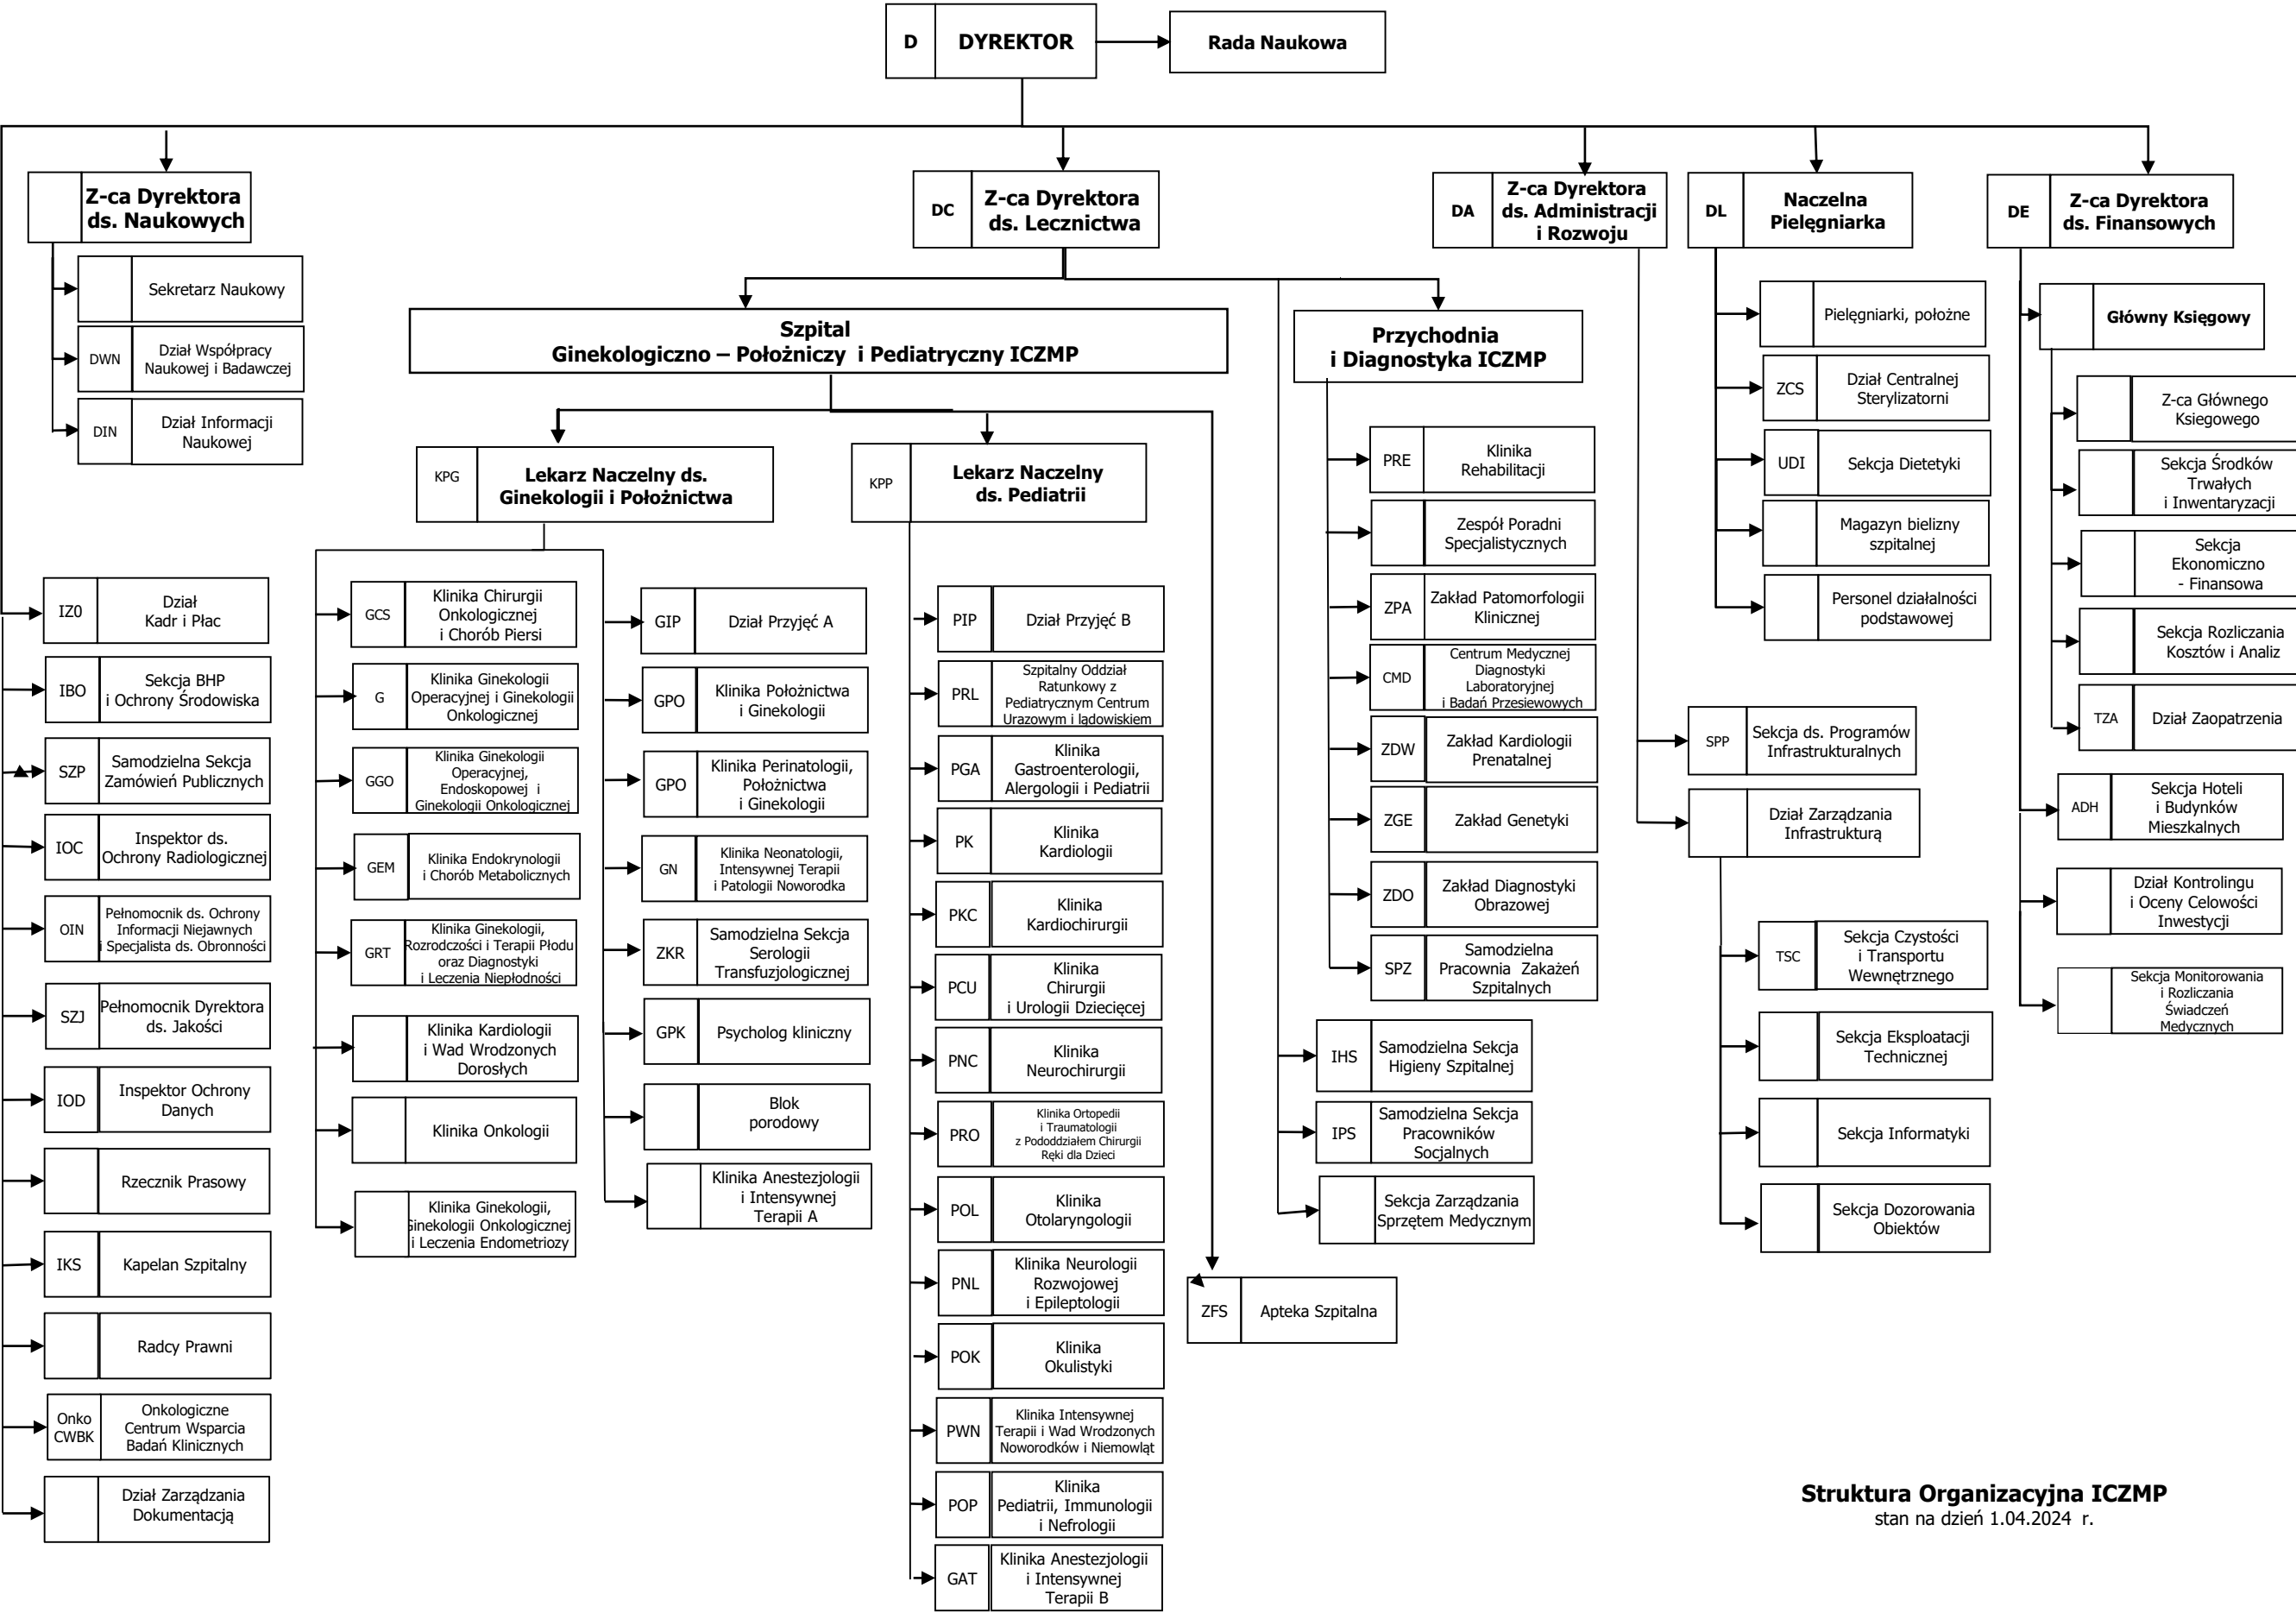 D
DYREKTOR
Rada Naukowa
Z-ca Dyrektora
ds. Naukowych
DC
Z-ca Dyrektora
ds. Lecznictwa
DA
Z-ca Dyrektora
ds. Administracji
i Rozwoju
DL
Naczelna
Pielęgniarka
DE
Z-ca Dyrektora
ds. Finansowych
Sekretarz Naukowy
DWN
Dział Współpracy
Naukowej i Badawczej
DIN
Dział Informacji
Naukowej
Szpital
Ginekologiczno – Położniczy i Pediatryczny ICZMP
Przychodnia
i Diagnostyka ICZMP
KPG
Lekarz Naczelny ds.
Ginekologii i Położnictwa
KPP
Lekarz Naczelny
ds. Pediatrii
IZ0
Dział
Kadr i Płac
IBO
Sekcja BHP
i Ochrony Środowiska
SZP
Samodzielna Sekcja
Zamówień Publicznych
IOC
Inspektor ds.
Ochrony Radiologicznej
OIN
Pełnomocnik ds. Ochrony
Informacji Niejawnych
i Specjalista ds. Obronności
SZJ
Pełnomocnik Dyrektora
ds. Jakości
IOD
Inspektor Ochrony
Danych
Rzecznik Prasowy
IKS
Kapelan Szpitalny
Radcy Prawni
Onko
CWBK
Onkologiczne
Centrum Wsparcia
Badań Klinicznych
Dział Zarządzania
Dokumentacją
GCS
Klinika Chirurgii
Onkologicznej
i Chorób Piersi
G
Klinika Ginekologii
Operacyjnej i Ginekologii
Onkologicznej
GGO
Klinika Ginekologii
Operacyjnej,
Endoskopowej i
Ginekologii Onkologicznej
GEM
Klinika Endokrynologii
i Chorób Metabolicznych
GRT
Klinika Ginekologii,
Rozrodczości i Terapii Płodu
oraz Diagnostyki
i Leczenia Niepłodności
Klinika Kardiologii
i Wad Wrodzonych
Dorosłych
Klinika Onkologii
Klinika Ginekologii,
Ginekologii Onkologicznej
i Leczenia Endometriozy
GIP
Dział Przyjęć A
GPO
Klinika Położnictwa
i Ginekologii
GPO
Klinika Perinatologii,
Położnictwa
i Ginekologii
GN
Klinika Neonatologii,
Intensywnej Terapii
i Patologii Noworodka
ZKR
Samodzielna Sekcja
Serologii
Transfuzjologicznej
GPK
Psycholog kliniczny
Blok
porodowy
Klinika Anestezjologii
i Intensywnej
Terapii A
PIP
Dział Przyjęć B
PRL
Szpitalny Oddział
Ratunkowy z
Pediatrycznym Centrum
Urazowym i lądowiskiem
PGA
Klinika
Gastroenterologii,
Alergologii i Pediatrii
PK
Klinika
Kardiologii
PKC
Klinika
Kardiochirurgii
PCU
Klinika
Chirurgii
i Urologii Dziecięcej
PNC
Klinika
Neurochirurgii
PRO
Klinika Ortopedii
i Traumatologii
z Pododdziałem Chirurgii
Ręki dla Dzieci
POL
Klinika
Otolaryngologii
PNL
Klinika Neurologii
Rozwojowej
i Epileptologii
POK
Klinika
Okulistyki
PWN
Klinika Intensywnej
Terapii i Wad Wrodzonych
Noworodków i Niemowląt
POP
Klinika
Pediatrii, Immunologii
i Nefrologii
GAT
Klinika Anestezjologii
i Intensywnej
Terapii B
ZFS
Apteka Szpitalna
PRE
Klinika
Rehabilitacji
Zespół Poradni
Specjalistycznych
ZPA
Zakład Patomorfologii
Klinicznej
CMD
Centrum Medycznej
Diagnostyki
Laboratoryjnej
i Badań Przesiewowych
ZDW
Zakład Kardiologii
Prenatalnej
ZGE
Zakład Genetyki
ZDO
Zakład Diagnostyki
Obrazowej
SPZ
Samodzielna
Pracownia Zakażeń
Szpitalnych
IHS
Samodzielna Sekcja
Higieny Szpitalnej
IPS
Samodzielna Sekcja
Pracowników
Socjalnych
Sekcja Zarządzania
Sprzętem Medycznym
SPP
Sekcja ds. Programów
Infrastrukturalnych
Dział Zarządzania
Infrastrukturą
TSC
Sekcja Czystości
i Transportu
Wewnętrznego
Sekcja Eksploatacji
Technicznej
Sekcja Informatyki
Sekcja Dozorowania
Obiektów
Pielęgniarki, położne
ZCS
Dział Centralnej
Sterylizatorni
UDI
Sekcja Dietetyki
Magazyn bielizny
szpitalnej
Personel działalności
podstawowej
Główny Księgowy
Z-ca Głównego
Ksiegowego
Sekcja Środków
Trwałych
i Inwentaryzacji
Sekcja
Ekonomiczno
- Finansowa
Sekcja Rozliczania
Kosztów i Analiz
TZA
Dział Zaopatrzenia
ADH
Sekcja Hoteli
i Budynków
Mieszkalnych
Dział Kontrolingu
i Oceny Celowości
Inwestycji
Sekcja Monitorowania
i Rozliczania
Świadczeń
Medycznych
Struktura Organizacyjna ICZMP
stan na dzień 1.04.2024 r.